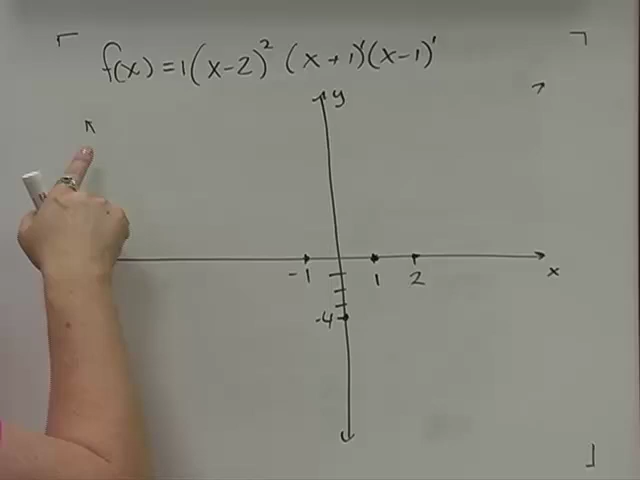 f(x) = 1(x-2)² (x+1)¹(x-1)¹
y
-1 1 2 x
-4